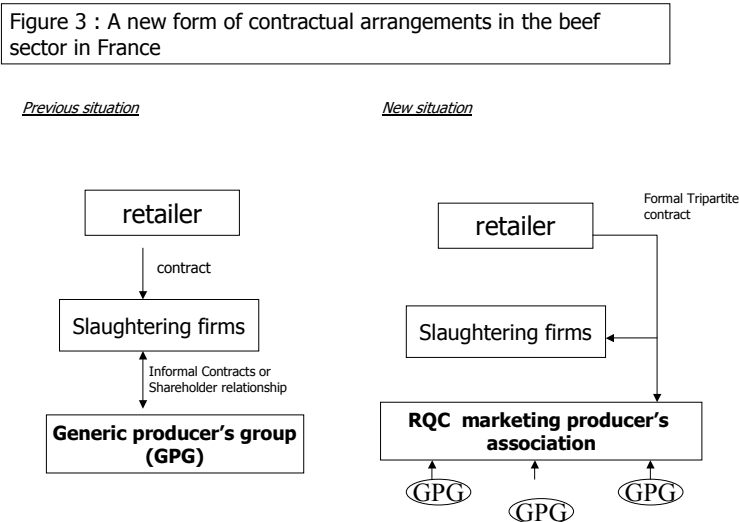 Figure 3 : A new form of contractual arrangements in the beef
sector in France
Previous situation
New situation
retailer
contract
Slaughtering firms
Informal Contracts or
Shareholder relationship
Generic producer's group
(GPG)
Formal Tripartite
contract
retailer
Slaughtering firms
RQC marketing producer's
association
GPG
GPG
GPG